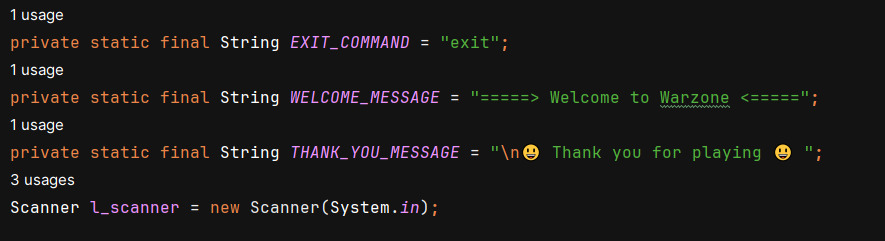 1 usage
private static final String EXIT_COMMAND = "exit";
1 usage
private static final String WELCOME_MESSAGE = "=====> Welcome to Warzone <=====";
1 usage
private static final String THANK_YOU_MESSAGE = "\n😃 Thank you for playing 😃 ";
3 usages
Scanner l_scanner = new Scanner(System.in);